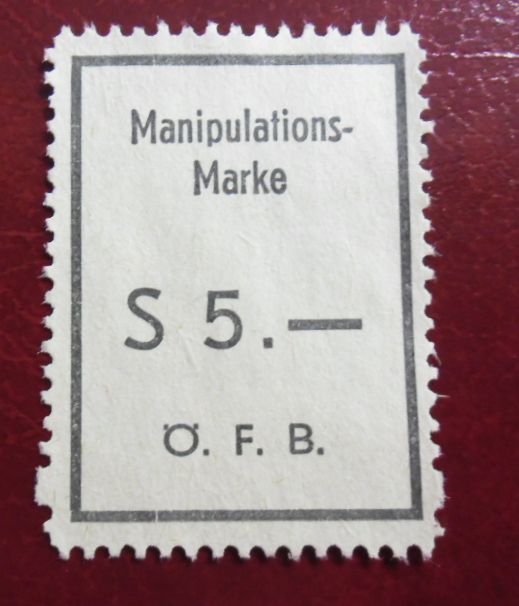 Manipulations-
Marke
S 5.—
Ö. F. B.